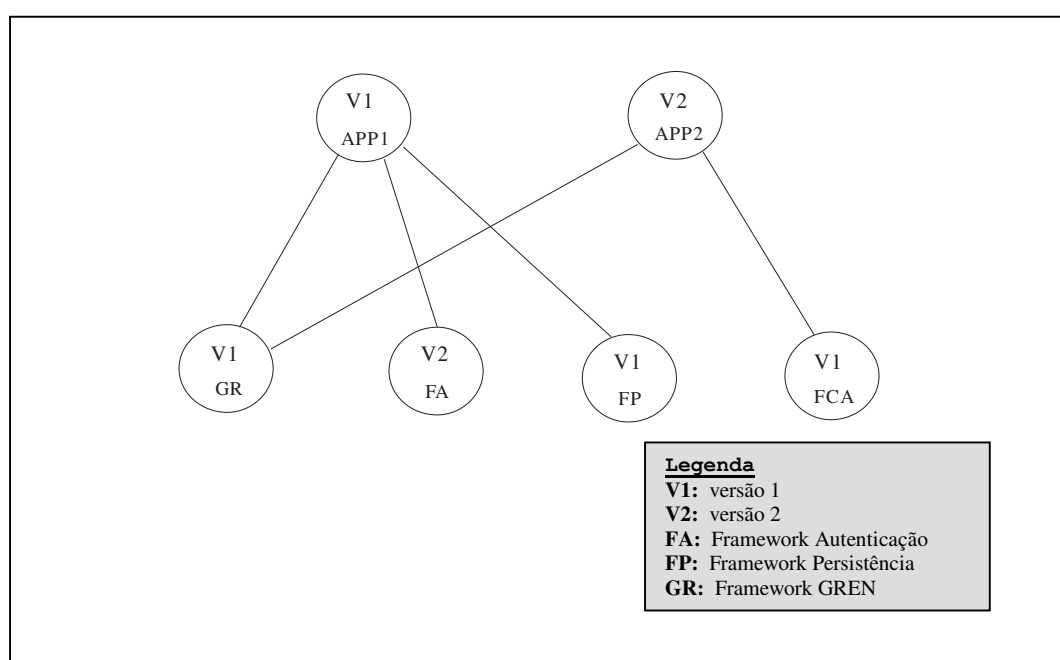 V1
APP1
V2
APP2
V1
GR
V2
FA
V1
FP
V1
FCA
Legenda
V1: versão 1
V2: versão 2
FA: Framework Autenticação
FP: Framework Persistência
GR: Framework GREN